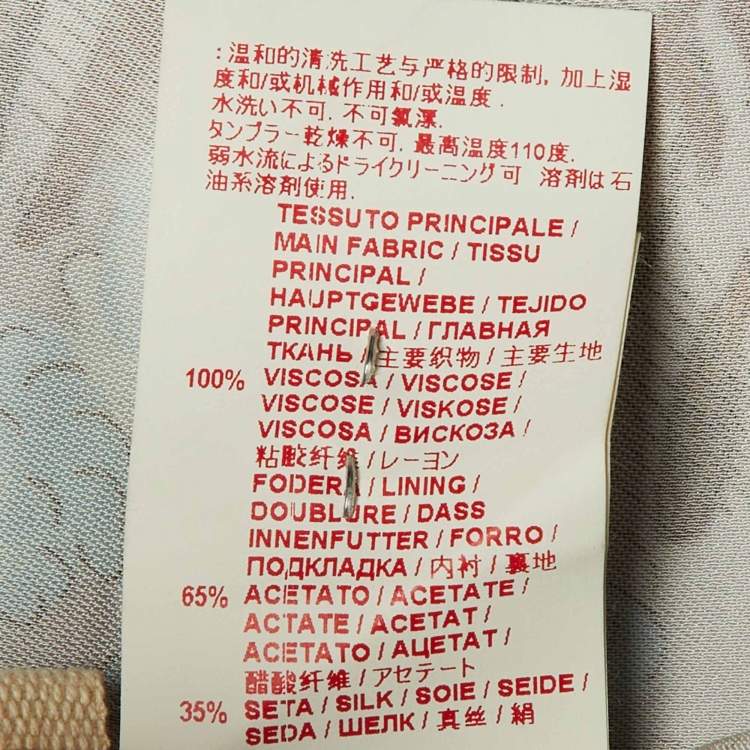 :温和的清洗工艺与严格的限制, 加上湿
度和/或机械作用和/或温度.
水洗い不可. 不可氯漂.
タンプラー乾燥不可. 最高温度110度.
弱水流によるドライクリーニング可 溶剤は石
油系溶剤使用.
TESSUTO PRINCIPALE /
MAIN FABRIC / TISSU
PRINCIPAL /
HAUPTGEWEBE / TEJIDO
PRINCIPAL / ГЛАВНАЯ
ТКАНЬ / 主要织物 / 主要生地
100% VISCOSA / VISCOSE /
VISCOSE / VISKOSE /
VISCOSA / ВИСКОЗА /
粘胶纤维 / レーヨン
FODERA / LINING /
DOUBLURE / DASS
INNENFUTTER / FORRO /
ПОДКЛАДКА / 内衬 / 裏地
65% ACETATO / ACETATE /
ACTATE / ACETAT /
ACETATO / АЦЕТАТ /
醋酸纤维 / アセテート
35% SETA / SILK / SOIE / SEIDE /
SEDA / ШЕЛК / 真丝 / 絹